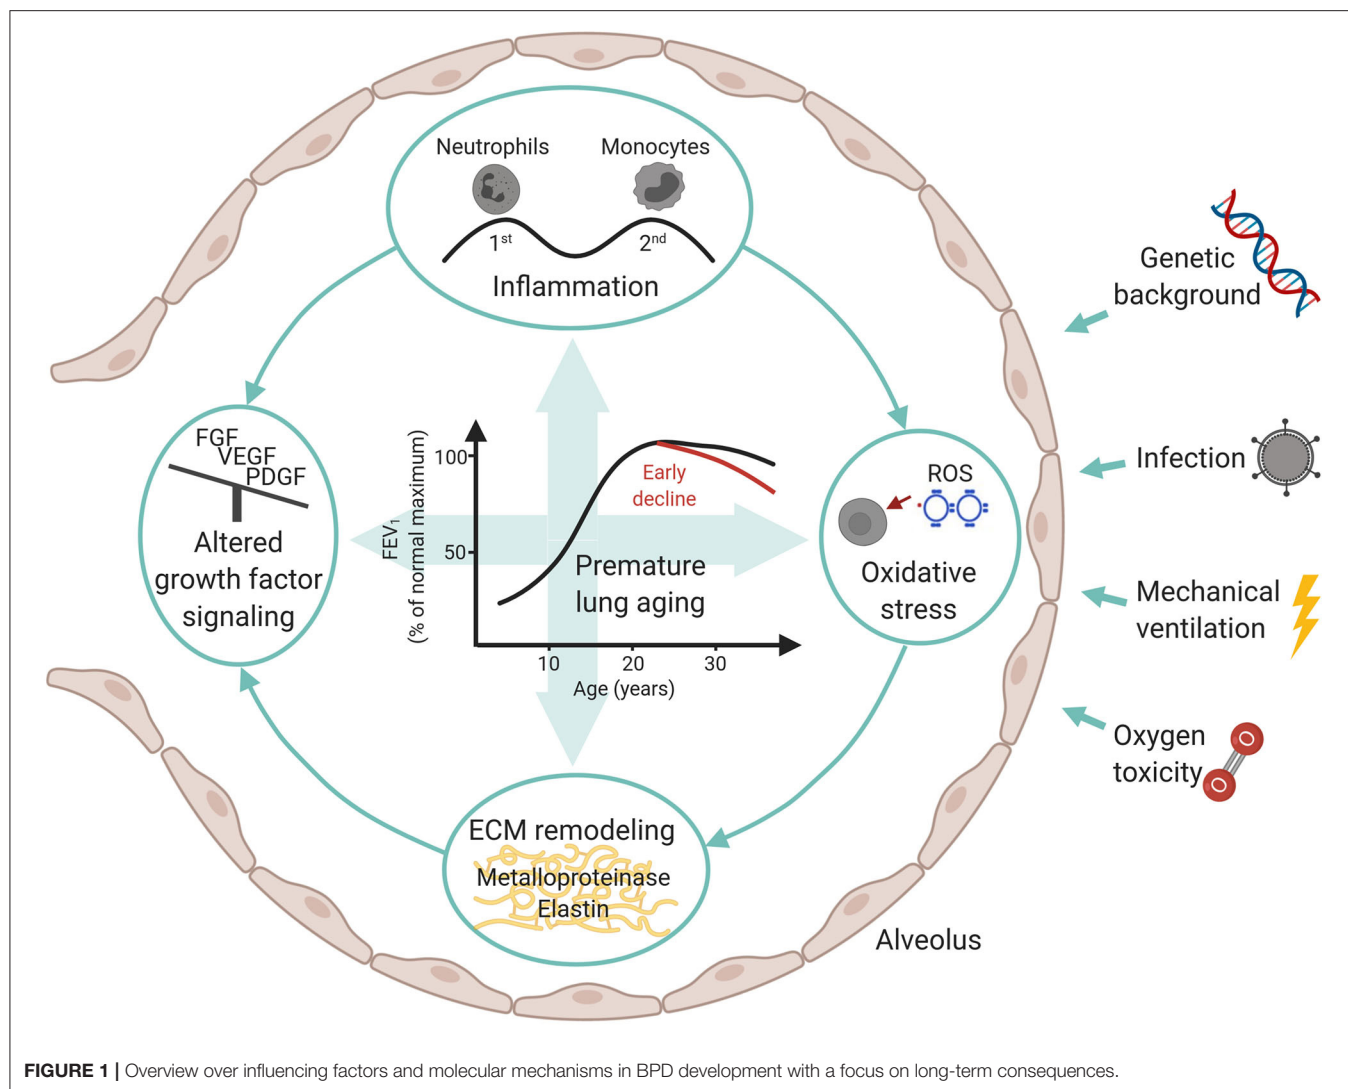 Neutrophils
Monocytes
1st
2nd
Inflammation
FGF
VEGF
PDGF
Altered
growth factor
signaling
FEV1
(% of normal maximum)
100
50
Early
decline
Premature
lung aging
10
20
30
Age (years)
ROS
Oxidative
stress
ECM remodeling
Metalloproteinase
Elastin
Alveolus
Genetic
background
Infection
Mechanical
ventilation
Oxygen
toxicity
O
O
FIGURE 1 | Overview over influencing factors and molecular mechanisms in BPD development with a focus on long-term consequences.